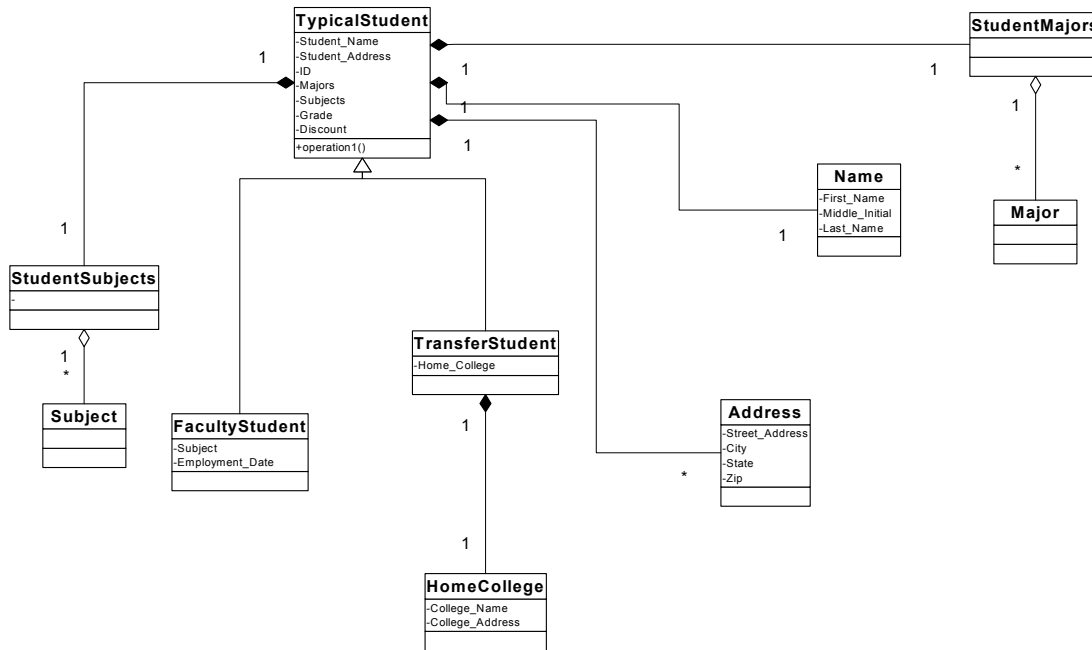 TypicalStudent
-Student_Name
-Student_Address
-ID
-Majors
-Subjects
-Grade
-Discount
+operation1()
StudentMajors
1
1
1
1
1
1
1
*
Name
-First_Name
-Middle_Initial
-Last_Name
1
Major
1
StudentSubjects
-
1
*
Subject
FacultyStudent
-Subject
-Employment_Date
TransferStudent
-Home_College
1
Address
-Street_Address
-City
-State
-Zip
*
1
HomeCollege
-College_Name
-College_Address